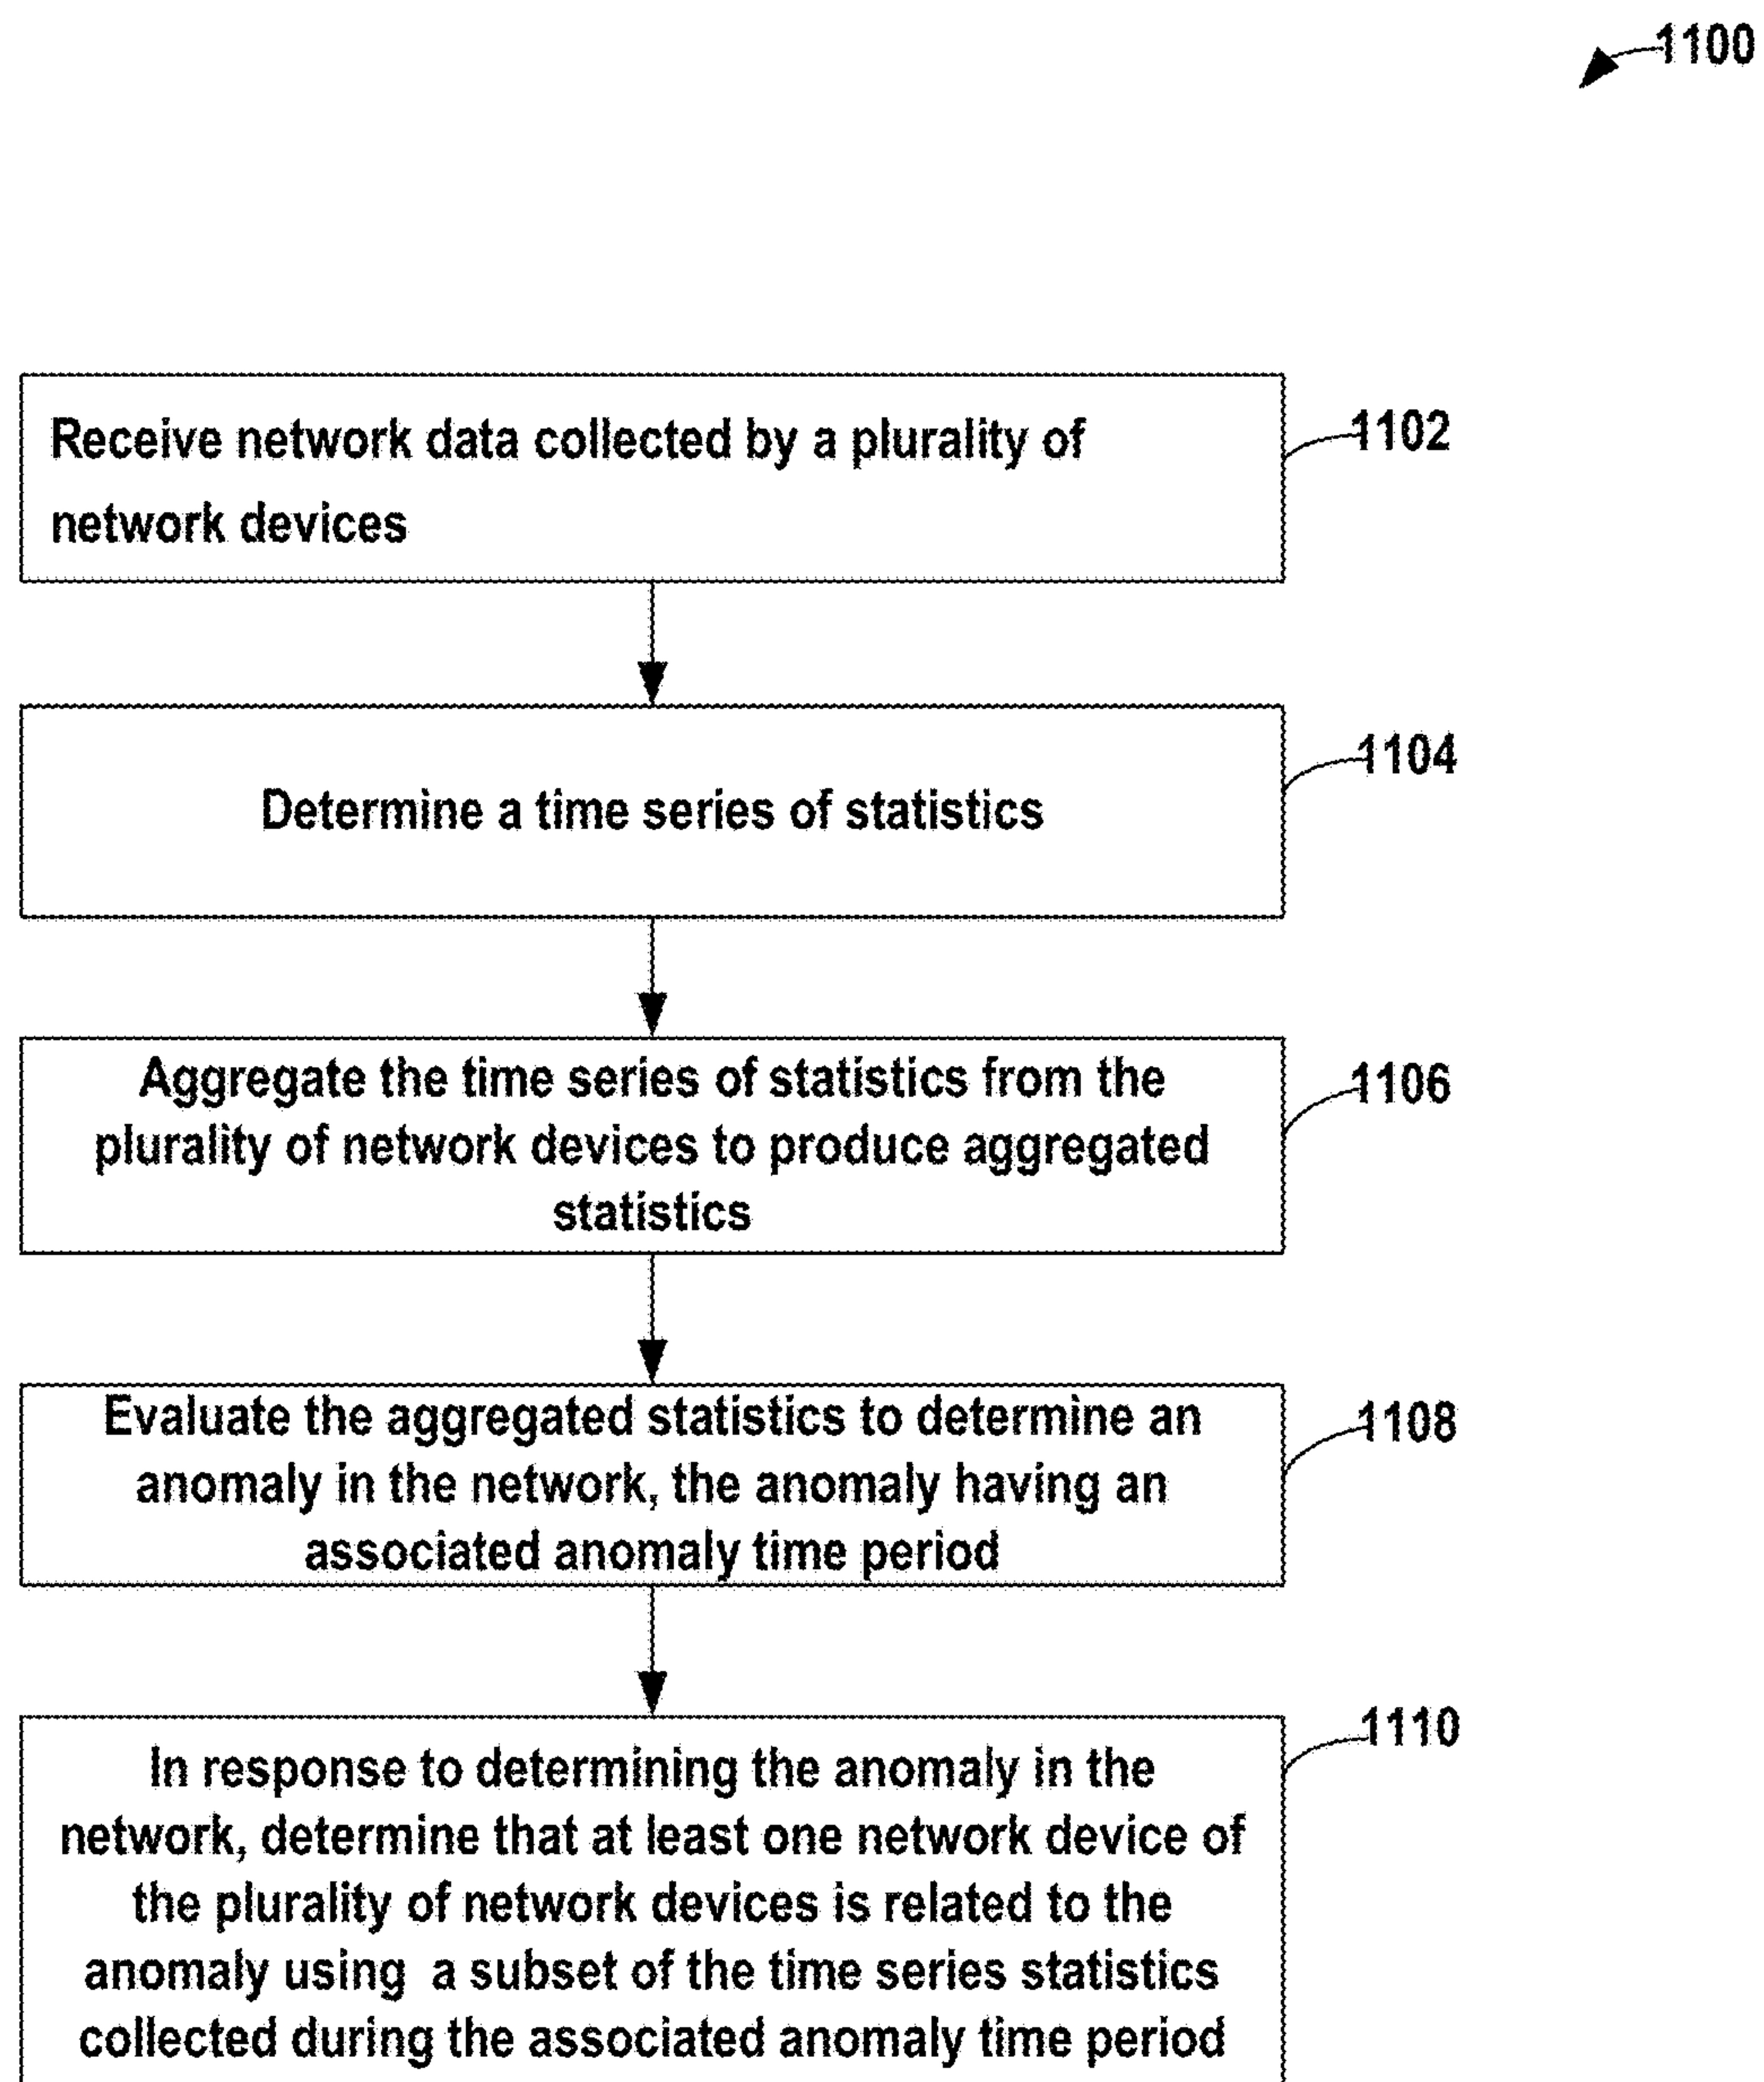 1100
Receive network data collected by a plurality of
network devices
1102
Determine a time series of statistics
1104
Aggregate the time series of statistics from the
plurality of network devices to produce aggregated
statistics
1106
Evaluate the aggregated statistics to determine an
anomaly in the network, the anomaly having an
associated anomaly time period
1108
In response to determining the anomaly in the
network, determine that at least one network device of
the plurality of network devices is related to the
anomaly using a subset of the time series statistics
collected during the associated anomaly time period
1110